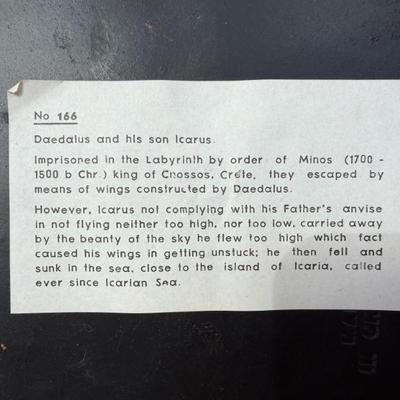 No 166
Daedalus and his son Icarus.
Imprisoned in the Labyrinth by order of Minos (1700 -
1500 b Chr.) king of Cnossos, Crete, they escaped by
means of wings constructed by Daedalus.
However, Icarus not complying with his Father's anvise
in not flying neither too high, nor too low, carried away
by the beanty of the sky he flew too high which fact
caused his wings in getting unstuck; he then fell and
sunk in the sea, close to the island of Icaria, called
ever since Icarian Sea.